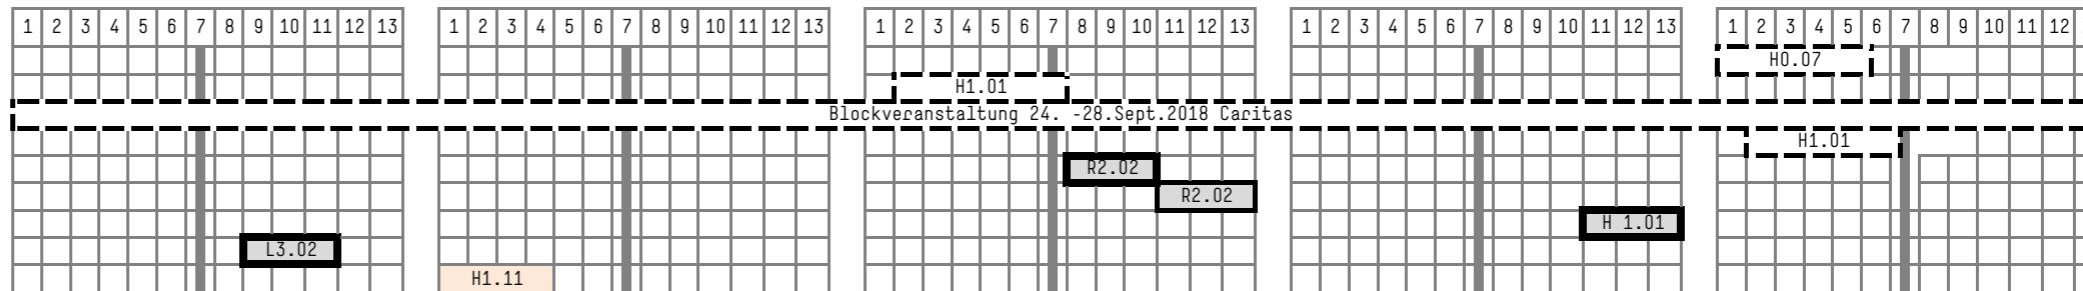 1 2 3 4 5 6 7 8 9 10 11 12 13 1 2 3 4 5 6 7 8 9 10 11 12 13 1 2 3 4 5 6 7 8 9 10 11 12 13 1 2 3 4 5 6 7 8 9 10 11 12 13 1 2 3 4 5 6 7 8 9 10 11 12
H0.07
H1.01
Blockveranstaltung 24. -28.Sept.2018 Caritas
H1.01
R2.02
R2.02
H 1.01
L3.02
H1.11